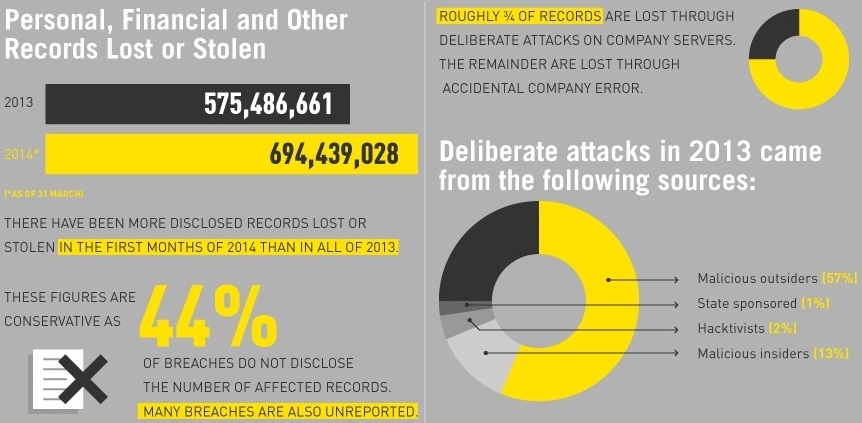 Personal, Financial and Other
Records Lost or Stolen
2013
575,486,661
2014*
694,439,028
(*AS OF 31 MARCH)
THERE HAVE BEEN MORE DISCLOSED RECORDS LOST OR
STOLEN IN THE FIRST MONTHS OF 2014 THAN IN ALL OF 2013.
THESE FIGURES ARE
CONSERVATIVE AS
44%
OF BREACHES DO NOT DISCLOSE
THE NUMBER OF AFFECTED RECORDS.
MANY BREACHES ARE ALSO UNREPORTED.
ROUGHLY ¾ OF RECORDS ARE LOST THROUGH
DELIBERATE ATTACKS ON COMPANY SERVERS.
THE REMAINDER ARE LOST THROUGH
ACCIDENTAL COMPANY ERROR.
Deliberate attacks in 2013 came
from the following sources:
Malicious outsiders (57%)
State sponsored (1%)
Hacktivists (2%)
Malicious insiders (13%)